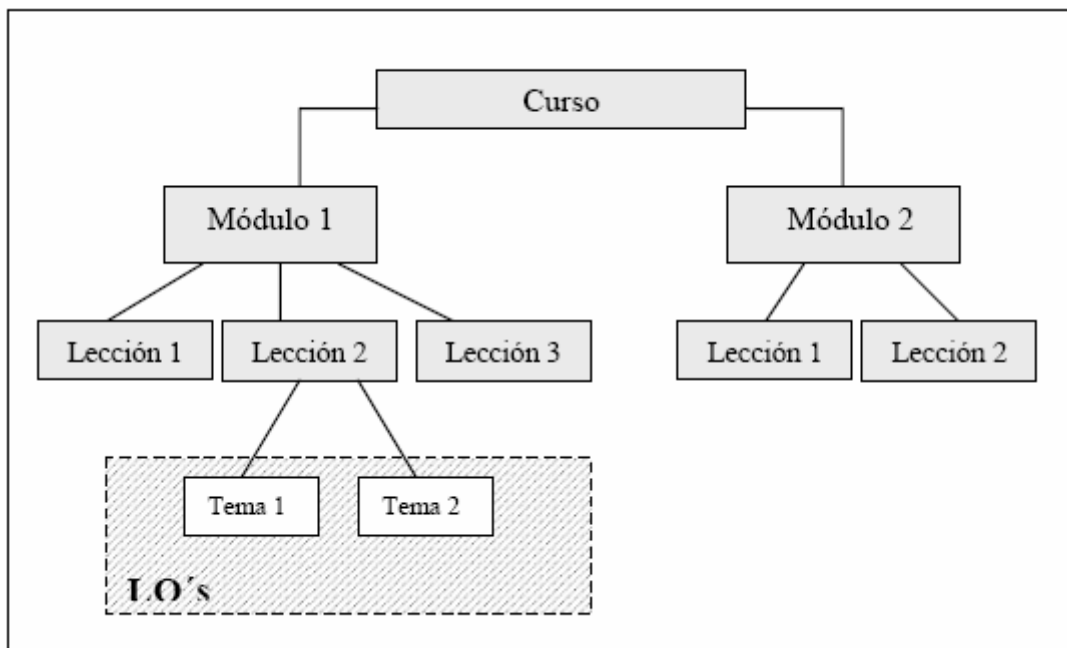 Curso
Módulo 1
Módulo 2
Lección 1
Lección 2
Lección 3
Lección 1
Lección 2
Tema 1
Tema 2
LO´s